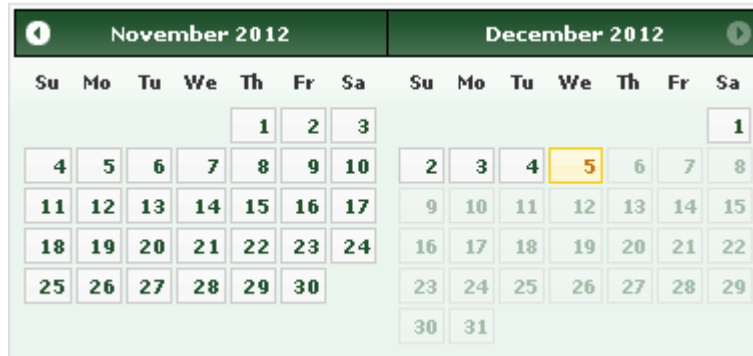 November 2012
Su Mo Tu We Th Fr Sa
1 2 3
4 5 6 7 8 9 10
11 12 13 14 15 16 17
18 19 20 21 22 23 24
25 26 27 28 29 30
December 2012
Su Mo Tu We Th Fr Sa
1
2 3 4 5 6 7 8
9 10 11 12 13 14 15
16 17 18 19 20 21 22
23 24 25 26 27 28 29
30 31